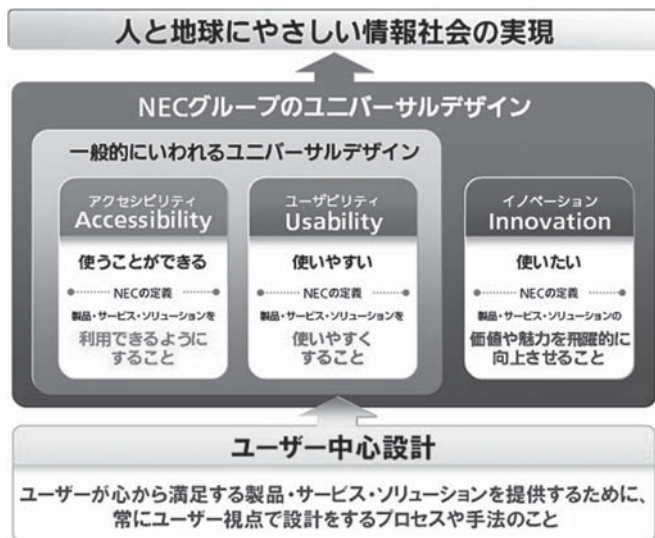 人と地球にやさしい情報社会の実現
NECグループのユニバーサルデザイン
一般的にいわれるユニバーサルデザイン
アクセシビリティ
Accessibility
使うことができる
NECの定義
製品・サービス・ソリューションを
利用できるように
すること
ユーザビリティ
Usability
使いやすい
NECの定義
製品・サービス・ソリューションを
使いやすく
すること
イノベーション
Innovation
使いたい
NECの定義
製品・サービス・ソリューションの
価値や魅力を飛躍的に
向上させること
ユーザー中心設計
ユーザーが心から満足する製品・サービス・ソリューションを提供するために、
常にユーザー視点で設計をするプロセスや手法のこと